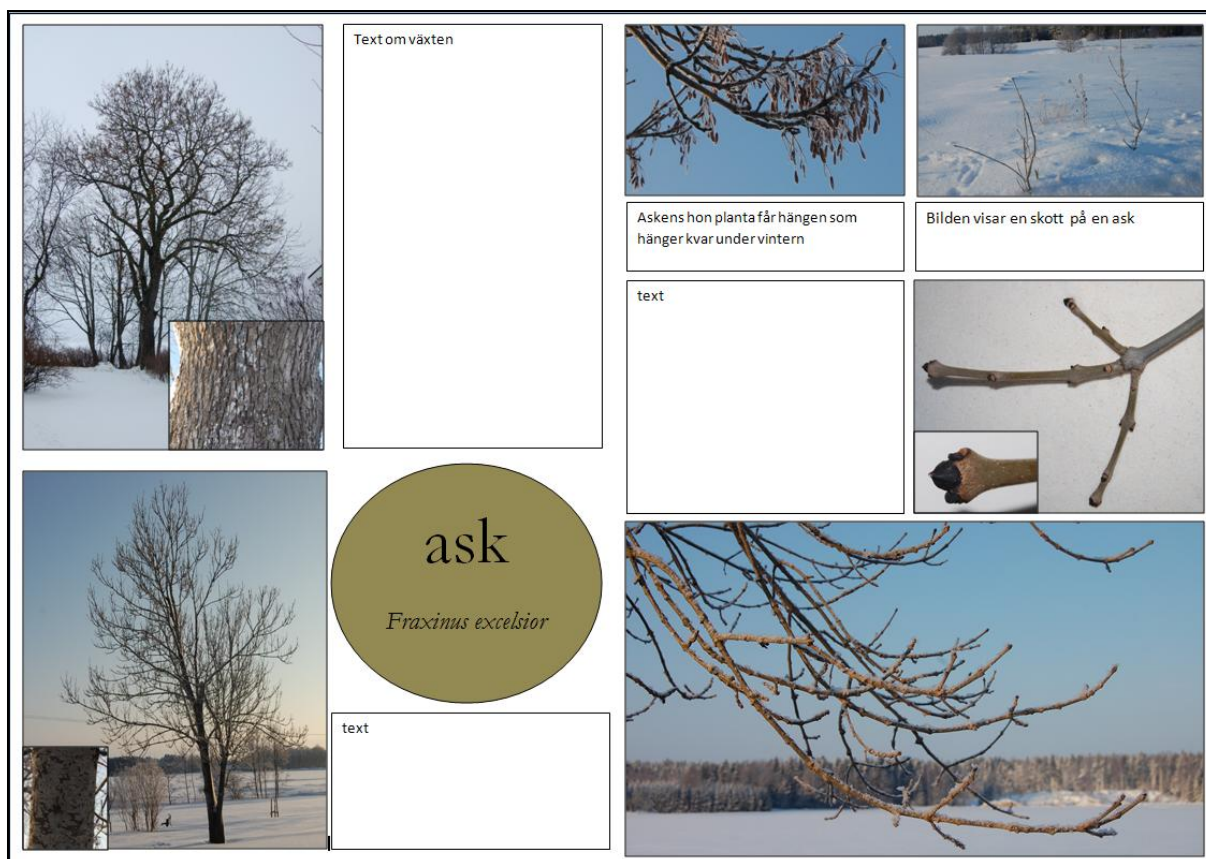 Text om växten
ask
Fraxinus excelsior
text
Askens hon planta får hängen som
hänger kvar under vintern
Bilden visar en skott på en ask
text